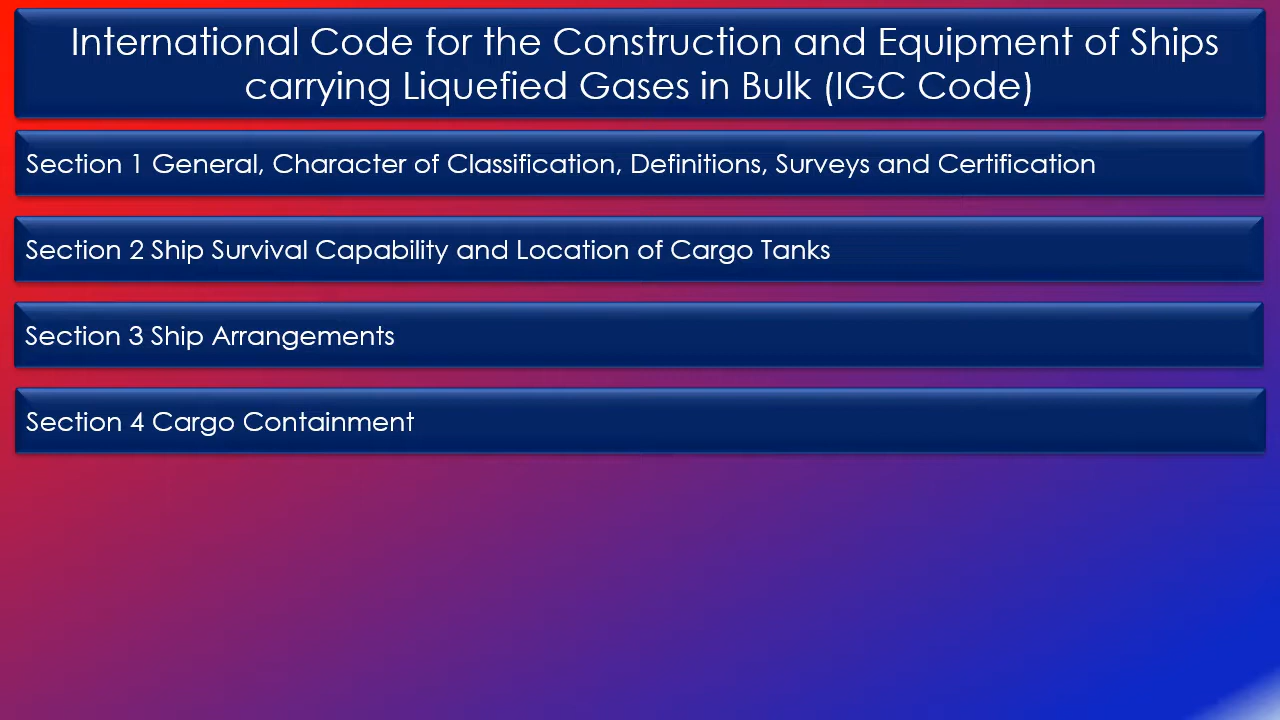 International Code for the Construction and Equipment of Ships
carrying Liquefied Gases in Bulk (IGC Code)
Section 1 General, Character of Classification, Definitions, Surveys and Certification
Section 2 Ship Survival Capability and Location of Cargo Tanks
Section 3 Ship Arrangements
Section 4 Cargo Containment